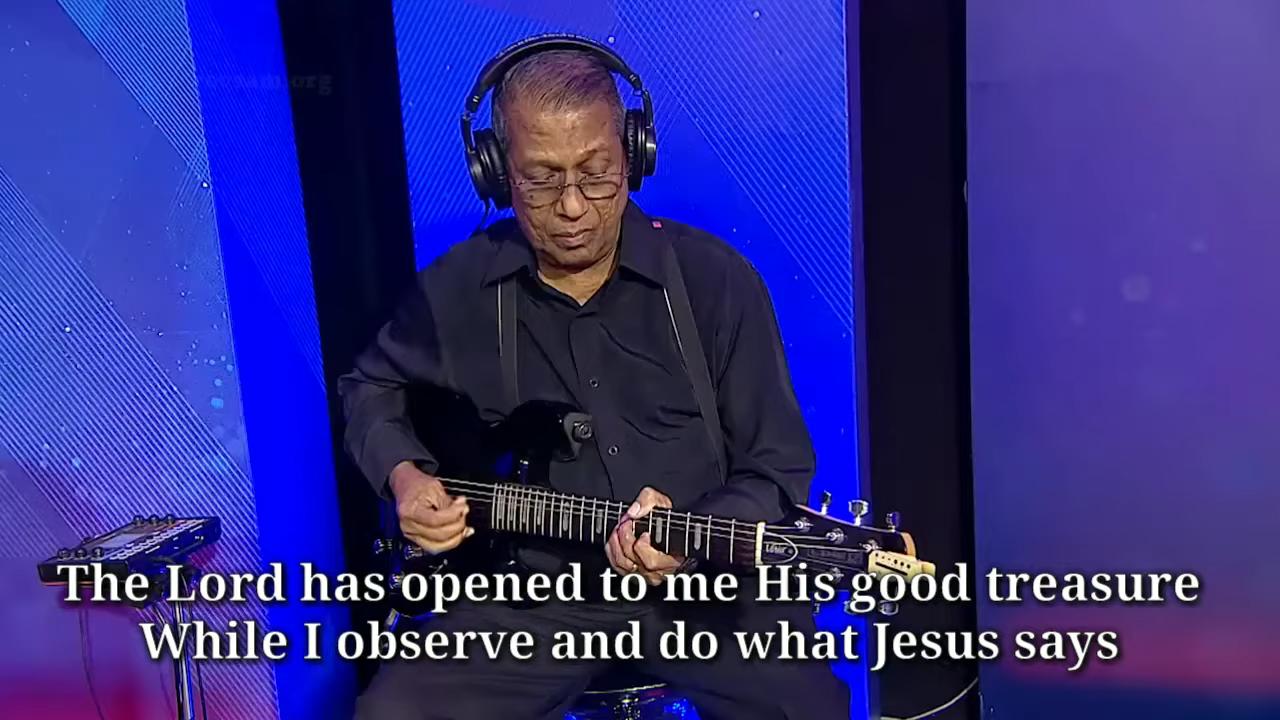 The Lord has opened to me His good treasure
While I observe and do what Jesus says